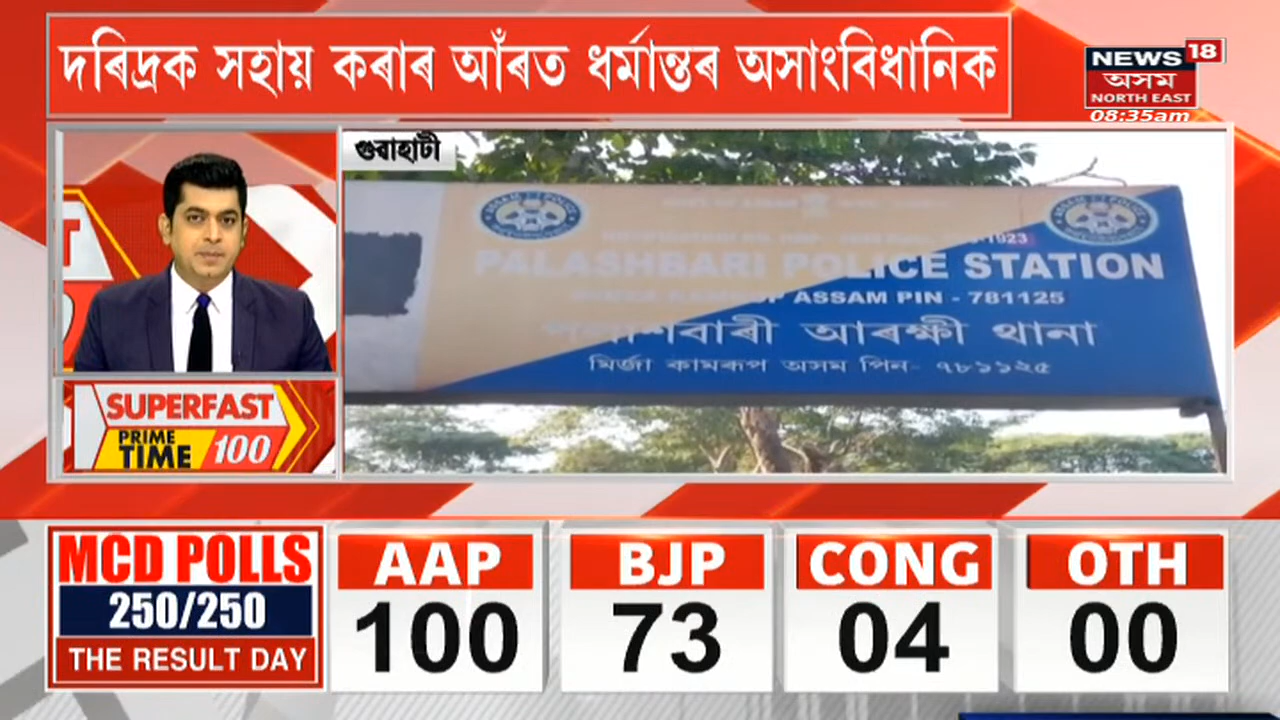 দৰিদ্ৰক সহায় কৰাৰ আঁৰত ধৰ্মান্তৰ অসাংবিধানিক
NEWS 18
অসম
NORTH EAST
08:35am
গুৱাহাটী
1923
PALASHBARI POLICE STATION
ASSAM PIN - 781125
পলাশবাৰী আৰক্ষী থানা
মিৰ্জা কামৰূপ অসম পিন- ৭৮১১২৫
SUPERFAST
PRIME
TIME 100
MCD POLLS
250/250
THE RESULT DAY
AAP
100
BJP
73
CONG
04
OTH
00